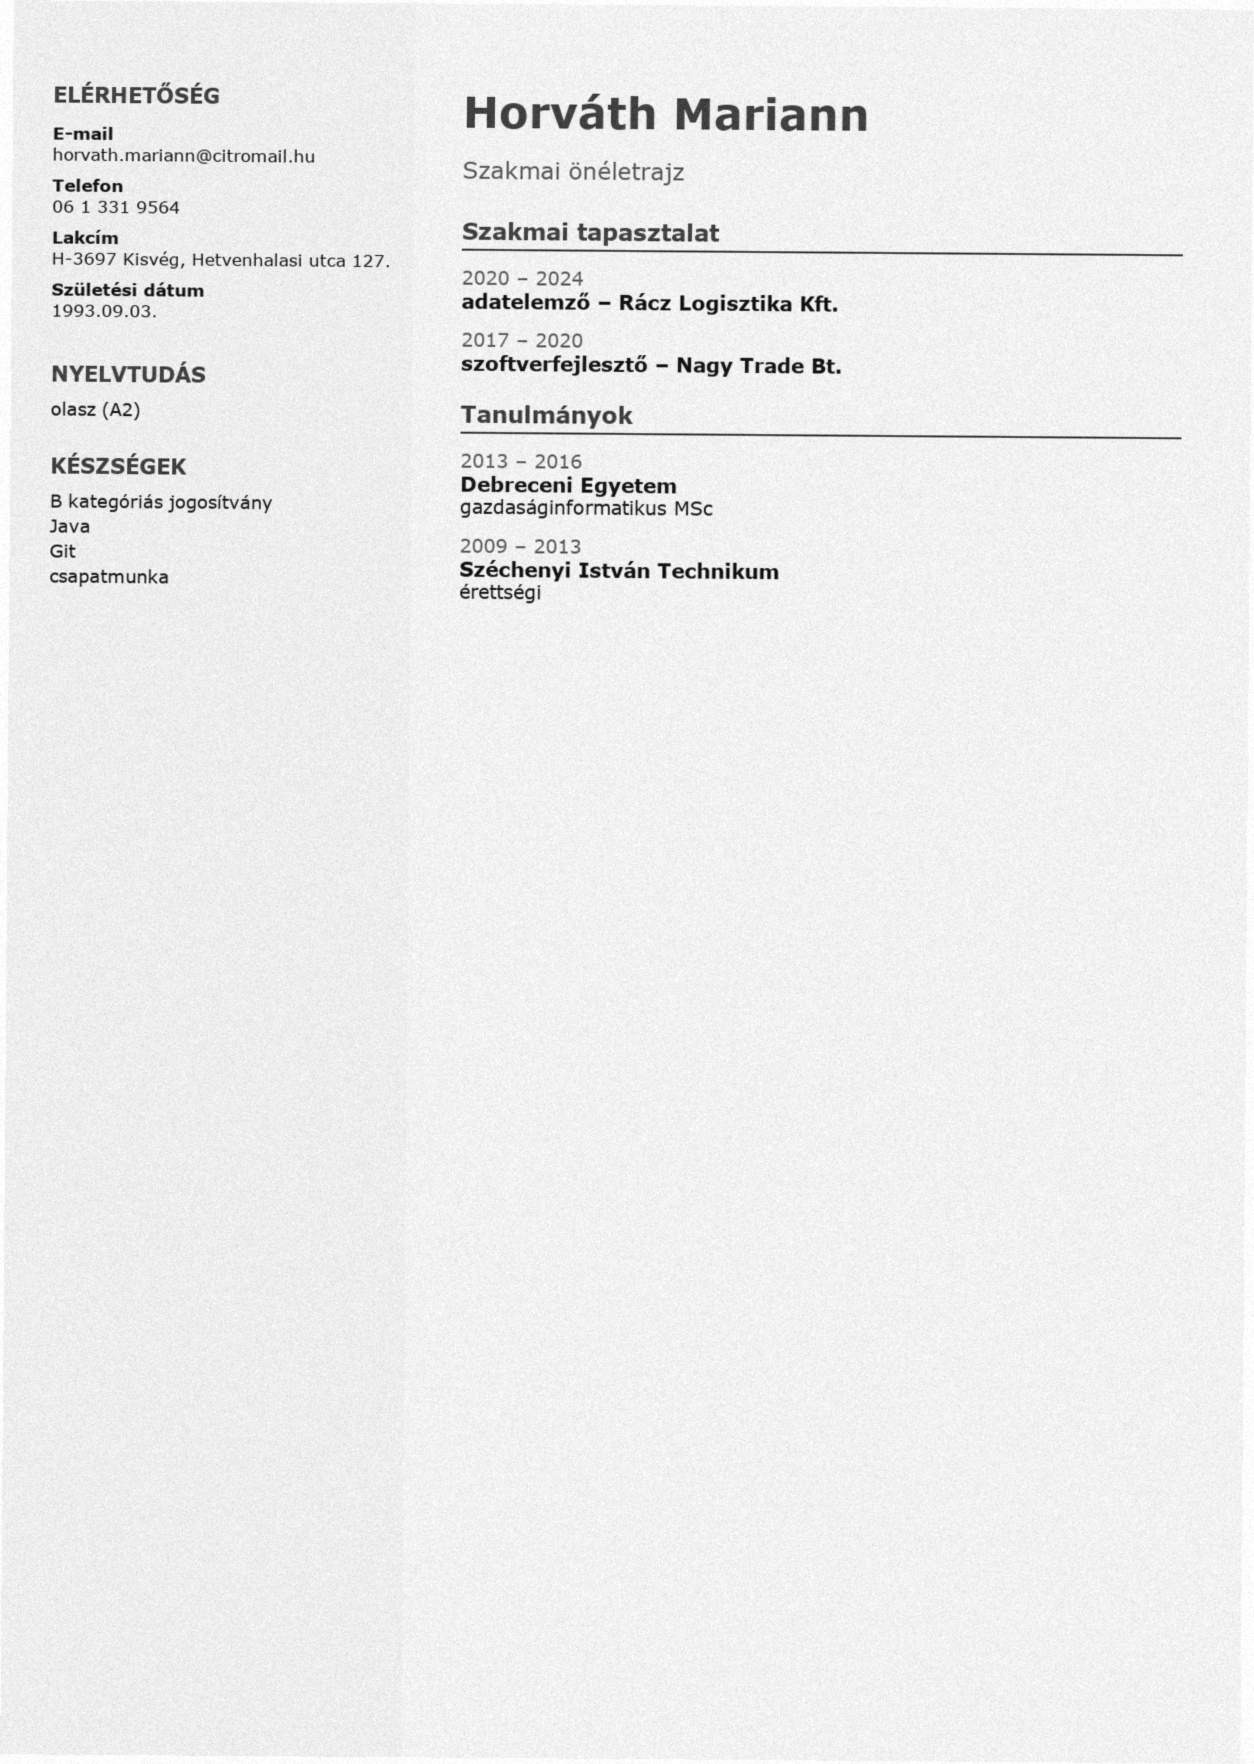 ELÉRHETŐSÉG
E-mail
horvath.mariann@citromail.hu
Telefon
06 1 331 9564
Lakcím
H-3697 Kisvég, Hetvenhalasi utca 127.
Születési dátum
1993.09.03.
NYELVTUDÁS
olasz (A2)
KÉSZSÉGEK
B kategóriás jogosítvány
Java
Git
csapatmunka
Horváth Mariann
Szakmai önéletrajz
Szakmai tapasztalat
2020 – 2024
adatelemző – Rácz Logisztika Kft.
2017 – 2020
szoftverfejlesztő – Nagy Trade Bt.
Tanulmányok
2013 – 2016
Debreceni Egyetem
gazdaságinformatikus MSc
2009 – 2013
Széchenyi István Technikum
érettségi